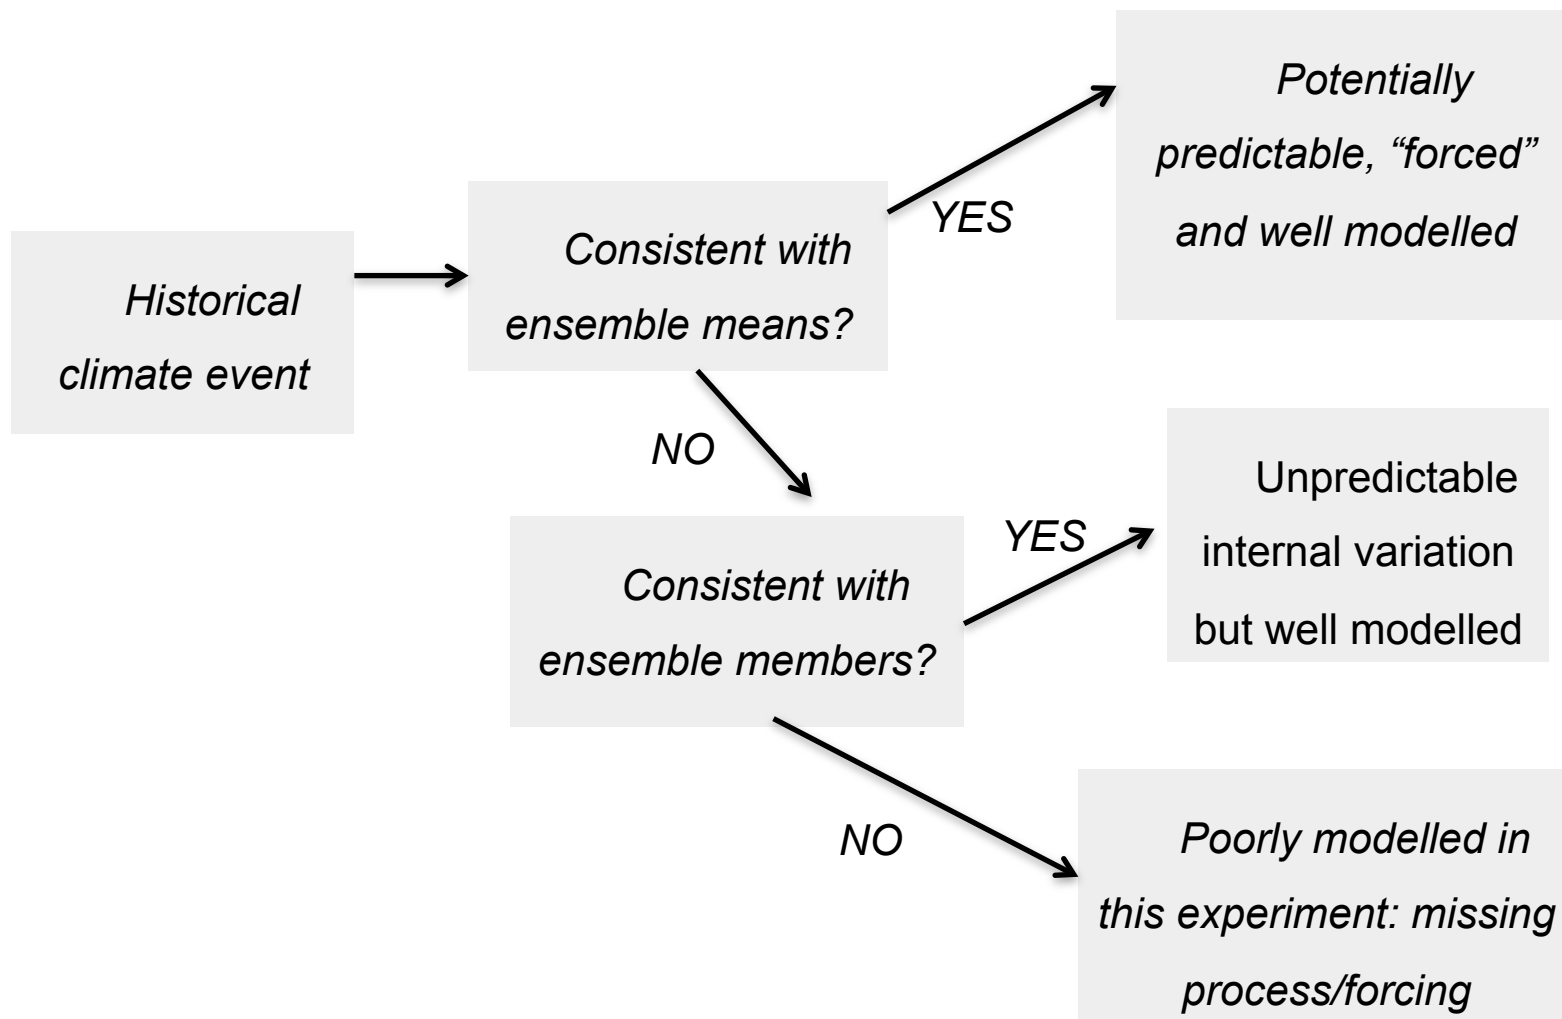 Historical
climate event
Consistent with
ensemble means?
YES
Potentially
predictable, “forced”
and well modelled
NO
Consistent with
ensemble members?
YES
Unpredictable
internal variation
but well modelled
NO
Poorly modelled in
this experiment: missing
process/forcing